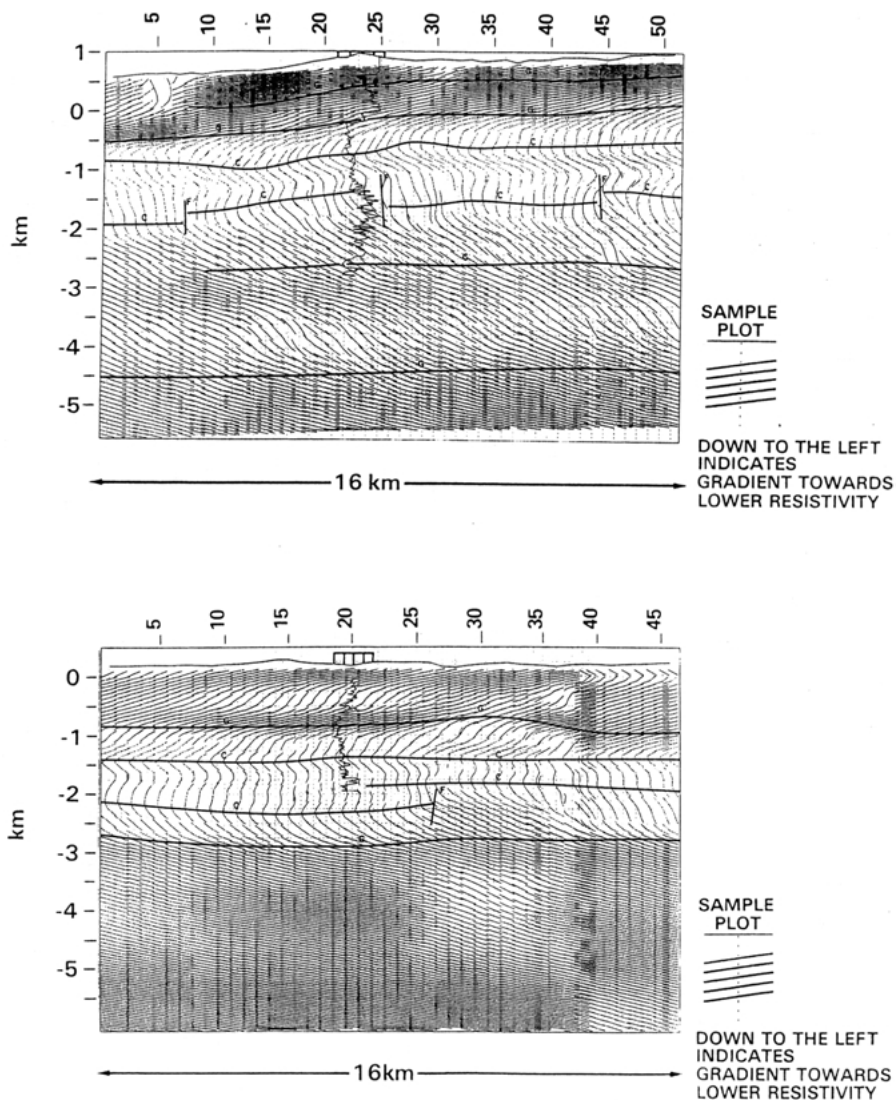 5 10 15 20 25 30 35 40 45 50
1
0
-1
-2
-3
-4
-5
km
G
G
G
G
C
C
F
C
C
F
C
F
C
G
G
16 km
SAMPLE
PLOT
DOWN TO THE LEFT
INDICATES
GRADIENT TOWARDS
LOWER RESISTIVITY
5 10 15 20 25 30 35 40 45
0
-1
-2
-3
-4
-5
km
G
G
C
C
C
F
G
16km
SAMPLE
PLOT
DOWN TO THE LEFT
INDICATES
GRADIENT TOWARDS
LOWER RESISTIVITY